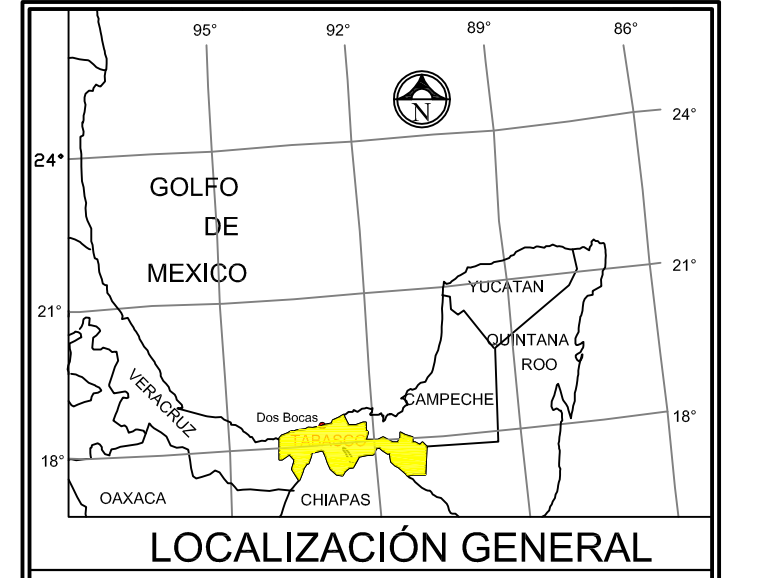 95° 92° 89° 86°
24°
N
24°
GOLFO
DE
MEXICO
21°
YUCATAN
21°
QUINTANA
ROO
VERACRUZ
CAMPECHE
Dos Bocas
18°
TABASCO
18°
OAXACA
CHIAPAS
LOCALIZACIÓN GENERAL